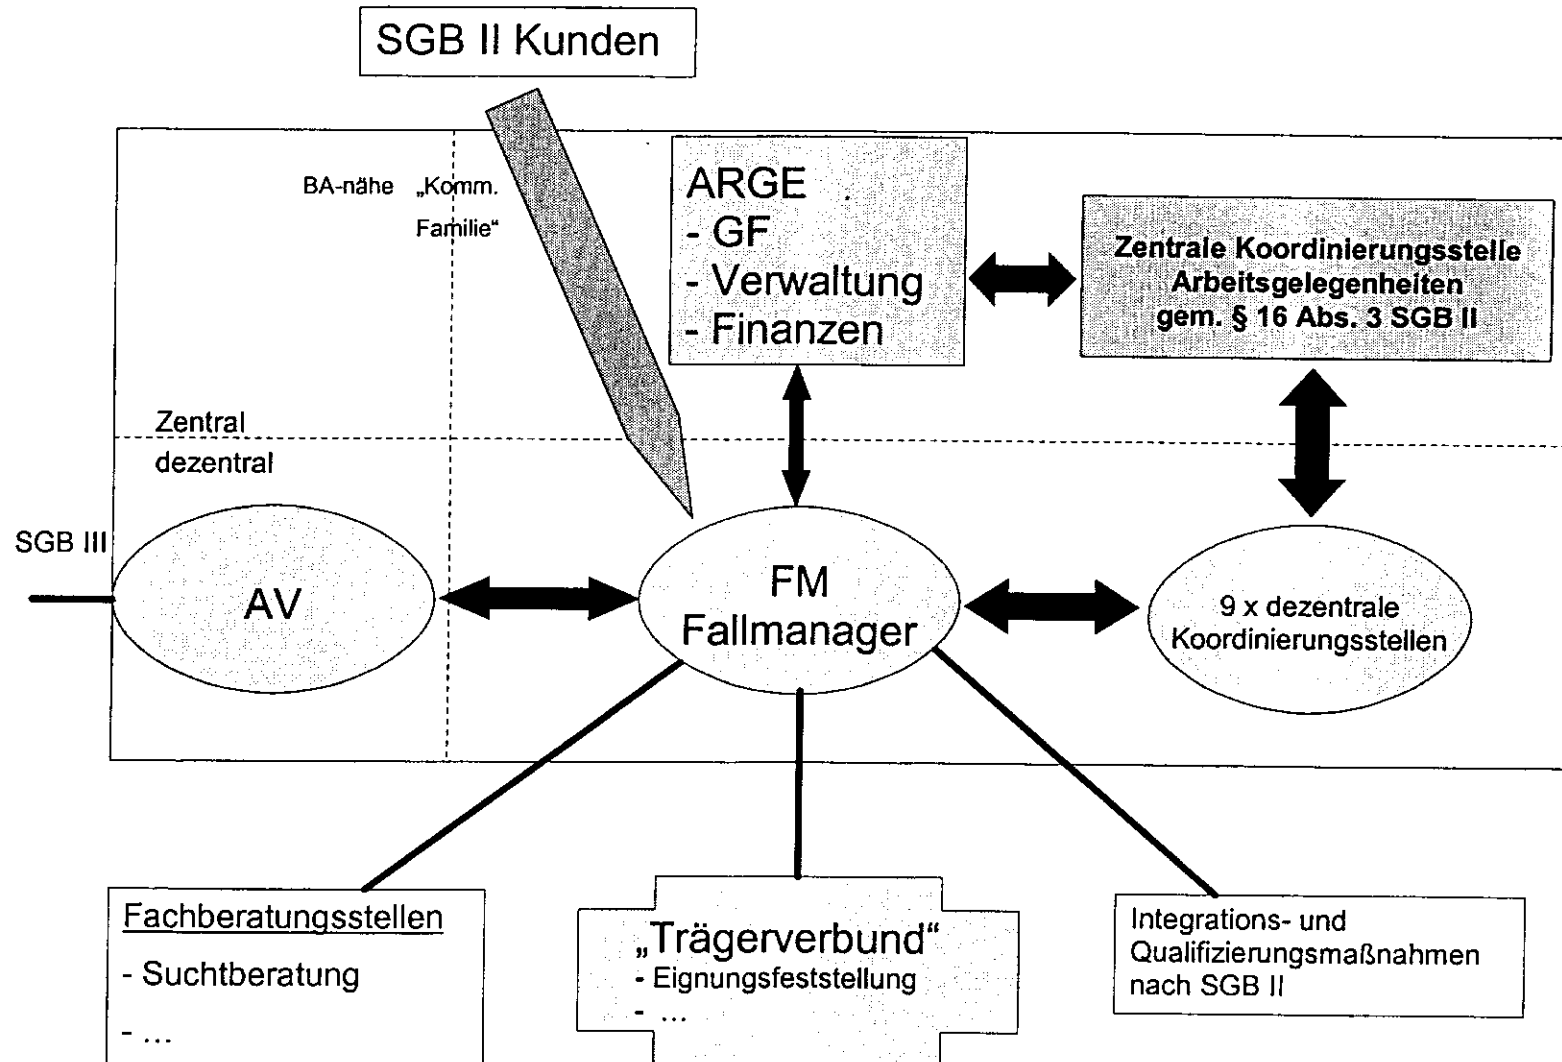 SGB II Kunden
BA-nähe „Komm.
Familie“
ARGE
- GF
- Verwaltung
- Finanzen
Zentrale Koordinierungsstelle
Arbeitsgelegenheiten
gem. § 16 Abs. 3 SGB II
Zentral
dezentral
SGB III
AV
FM
Fallmanager
9 x dezentrale
Koordinierungsstellen
Fachberatungsstellen
- Suchtberatung
- ...
„Trägerverbund“
- Eignungsfeststellung
- ...
Integrations- und
Qualifizierungsmaßnahmen
nach SGB II